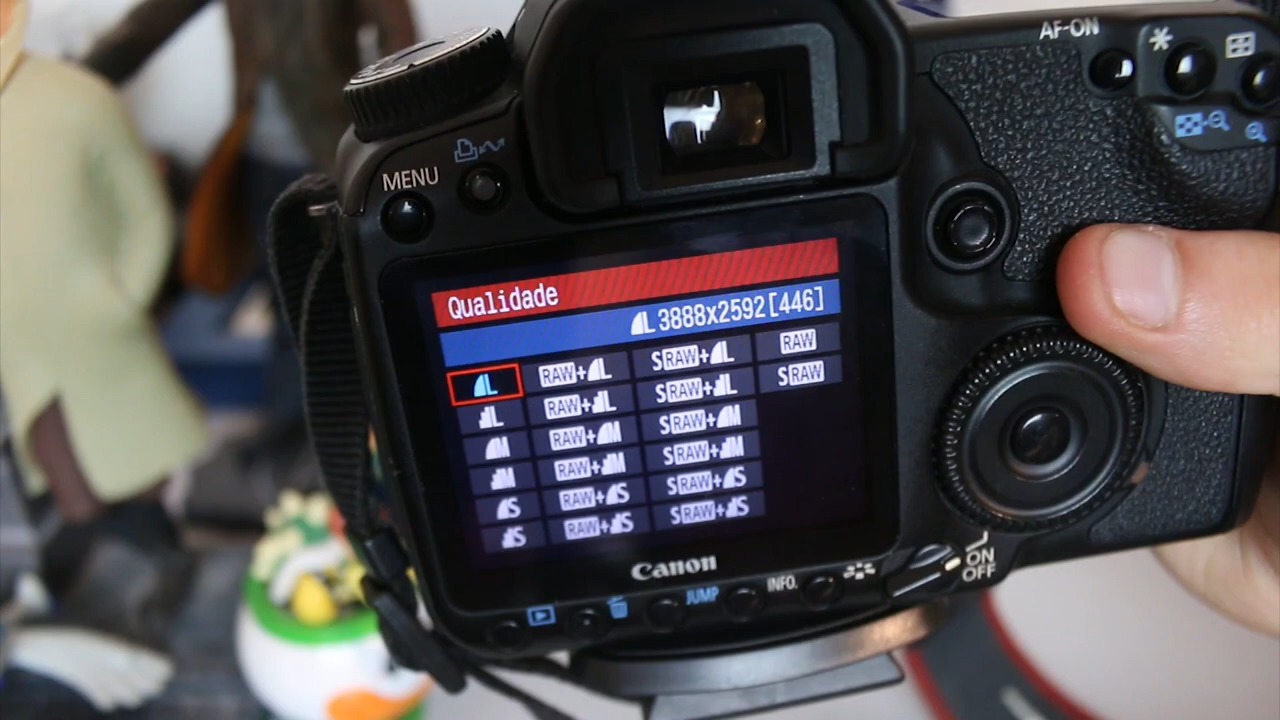 AF-ON
MENU
Qualidade
L 3888x2592[446]
L RAW+L SRAW+L RAW
L RAW+L SRAW+L SRAW
M RAW+M SRAW+M
M RAW+M SRAW+M
S RAW+S SRAW+S
S RAW+S SRAW+S
Canon
JUMP
INFO.
ON
OFF